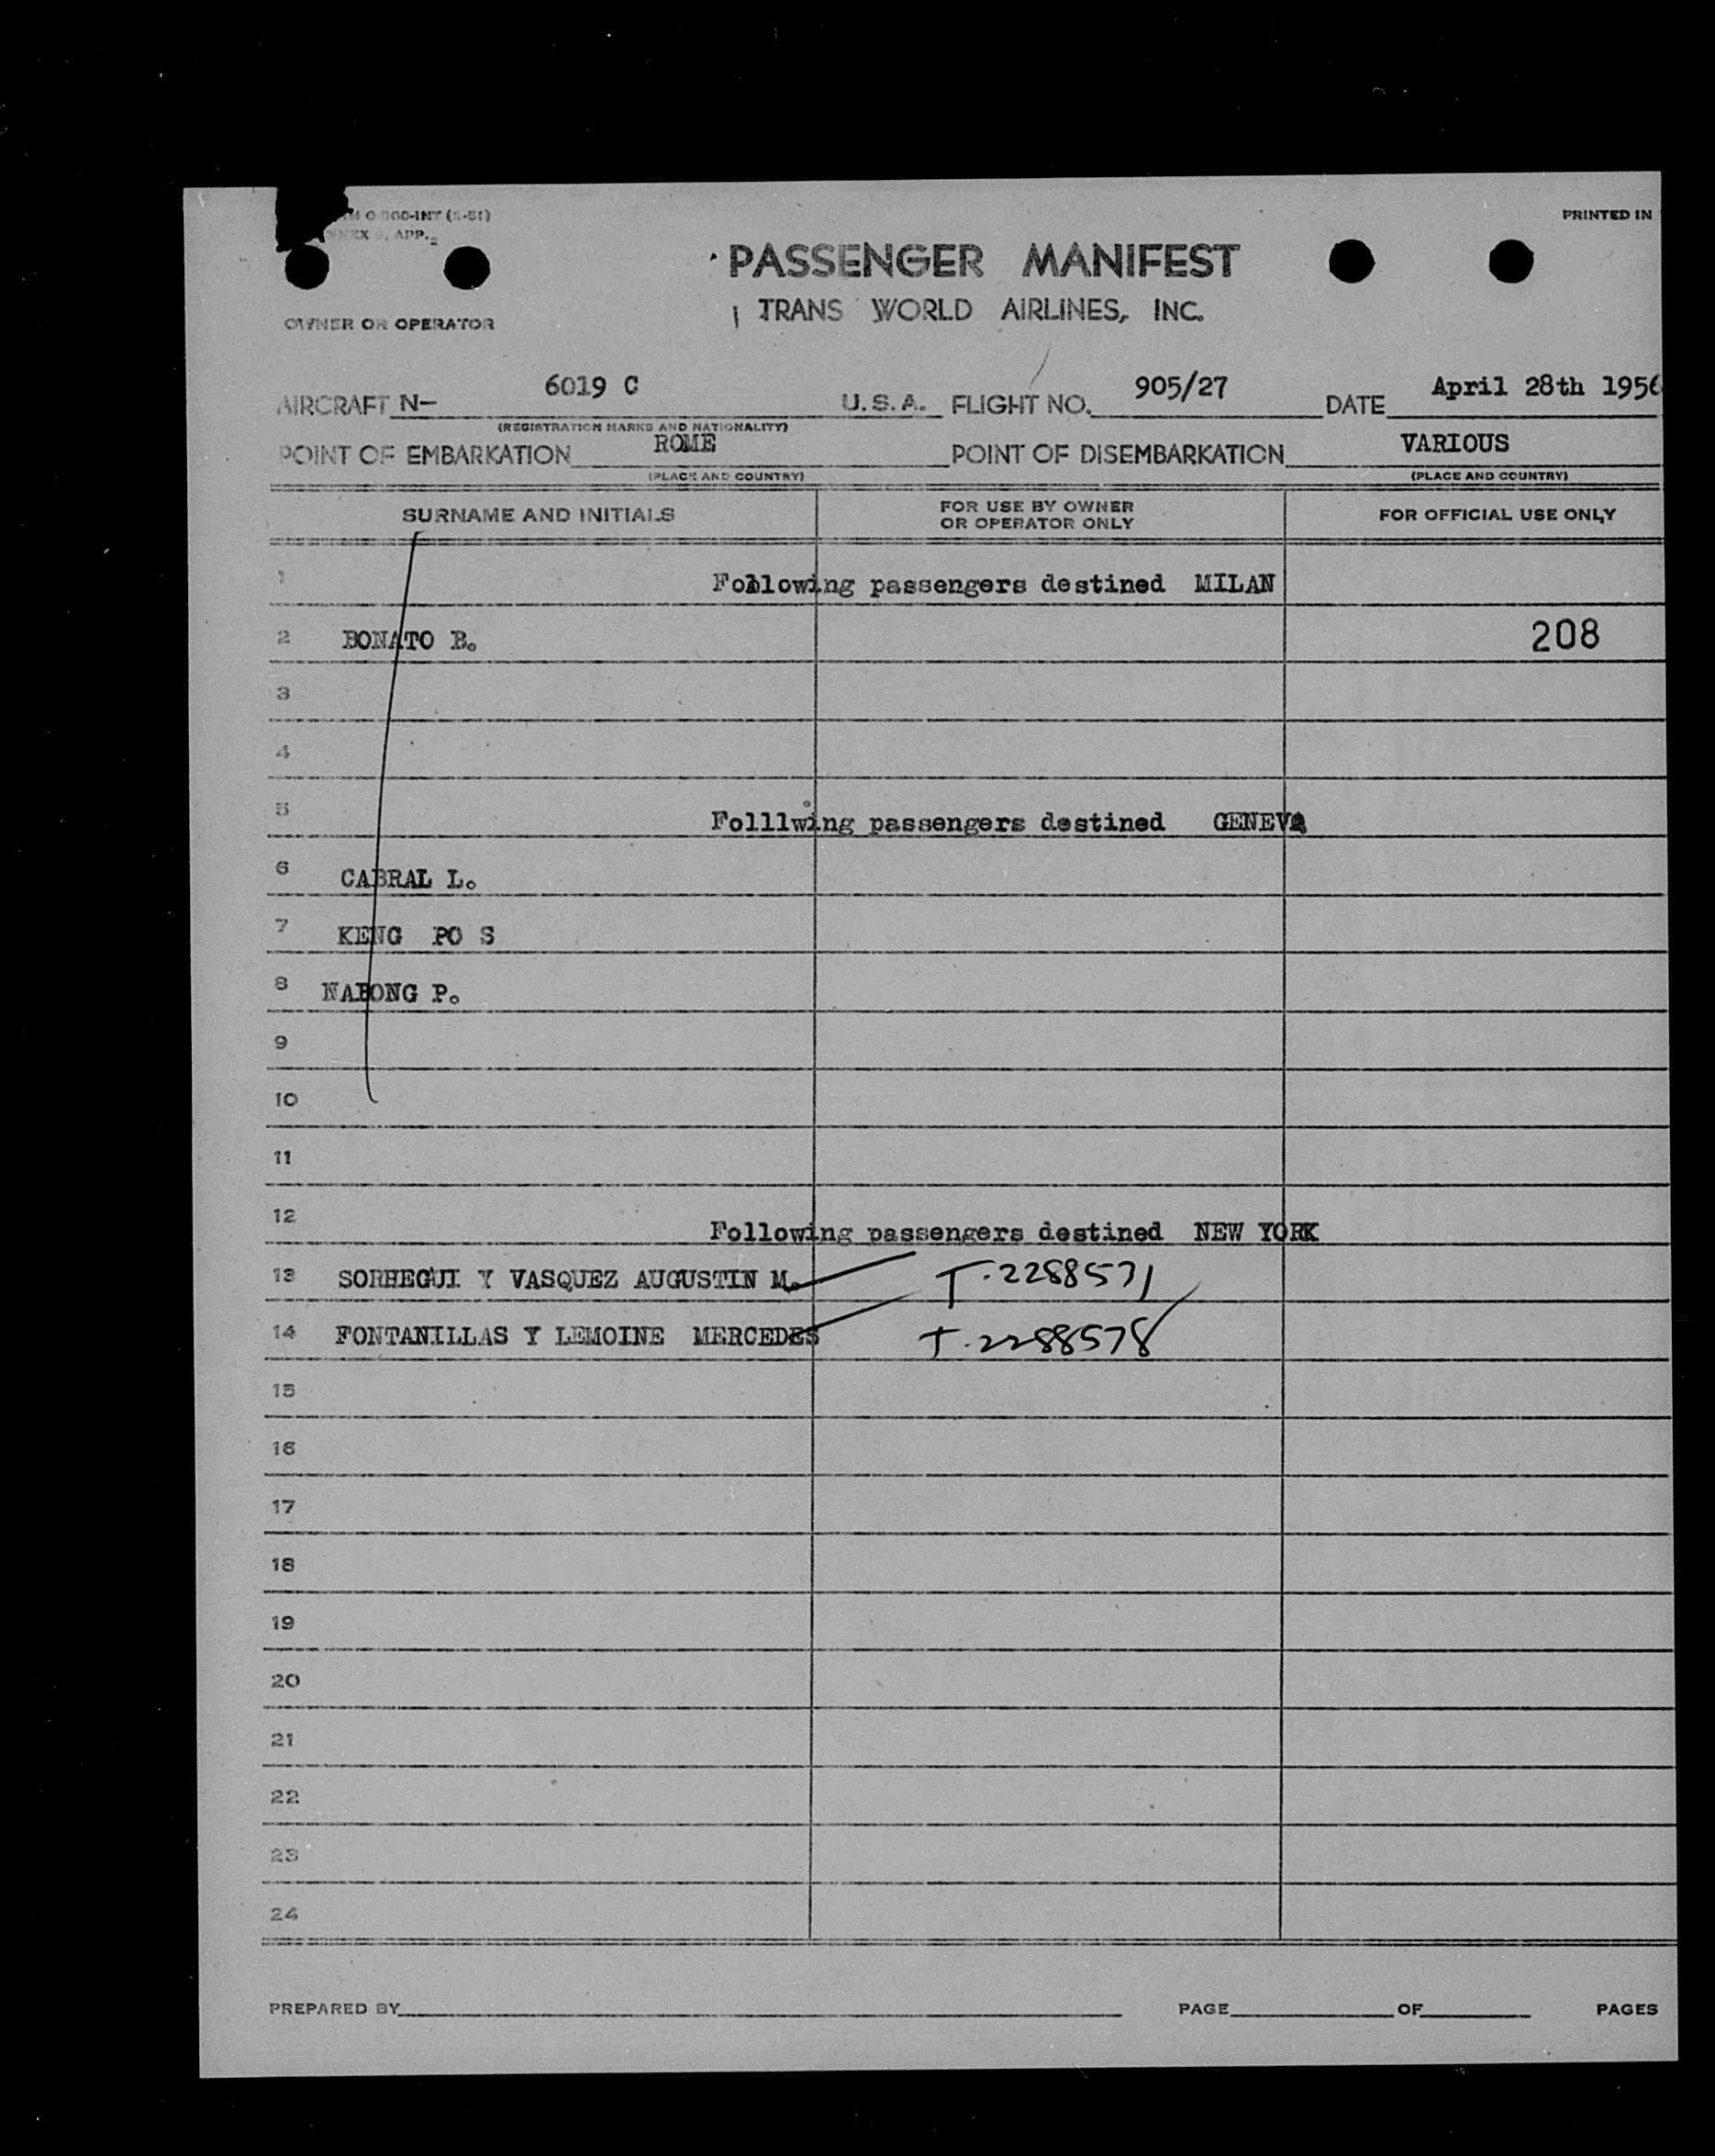 O-100-INT (2-51)
APP.
PRINTED IN
PASSENGER MANIFEST
TRANS WORLD AIRLINES, INC.
OWNER OR OPERATOR
AIRCRAFT N- 6019 C U.S.A. FLIGHT NO. 905/27 DATE April 28th 1956
(REGISTRATION MARKS AND NATIONALITY)
POINT OF EMBARKATION ROME POINT OF DISEMBARKATION VARIOUS
(PLACE AND COUNTRY) (PLACE AND COUNTRY)
SURNAME AND INITIALS FOR USE BY OWNER OR OPERATOR ONLY FOR OFFICIAL USE ONLY
1 Following passengers destined MILAN
2 BONATO B. 208
3
4
5 Folllwing passengers destined GENEVA
6 CABRAL L.
7 KENG PO S
8 NABONG P.
9
10
11
12 Following passengers destined NEW YORK
13 SORHEGUI Y VASQUEZ AUGUSTIN M. T.2288571
14 FONTANILLAS Y LEMOINE MERCEDES T.2288578
15
16
17
18
19
20
21
22
23
24
PREPARED BY PAGE OF PAGES